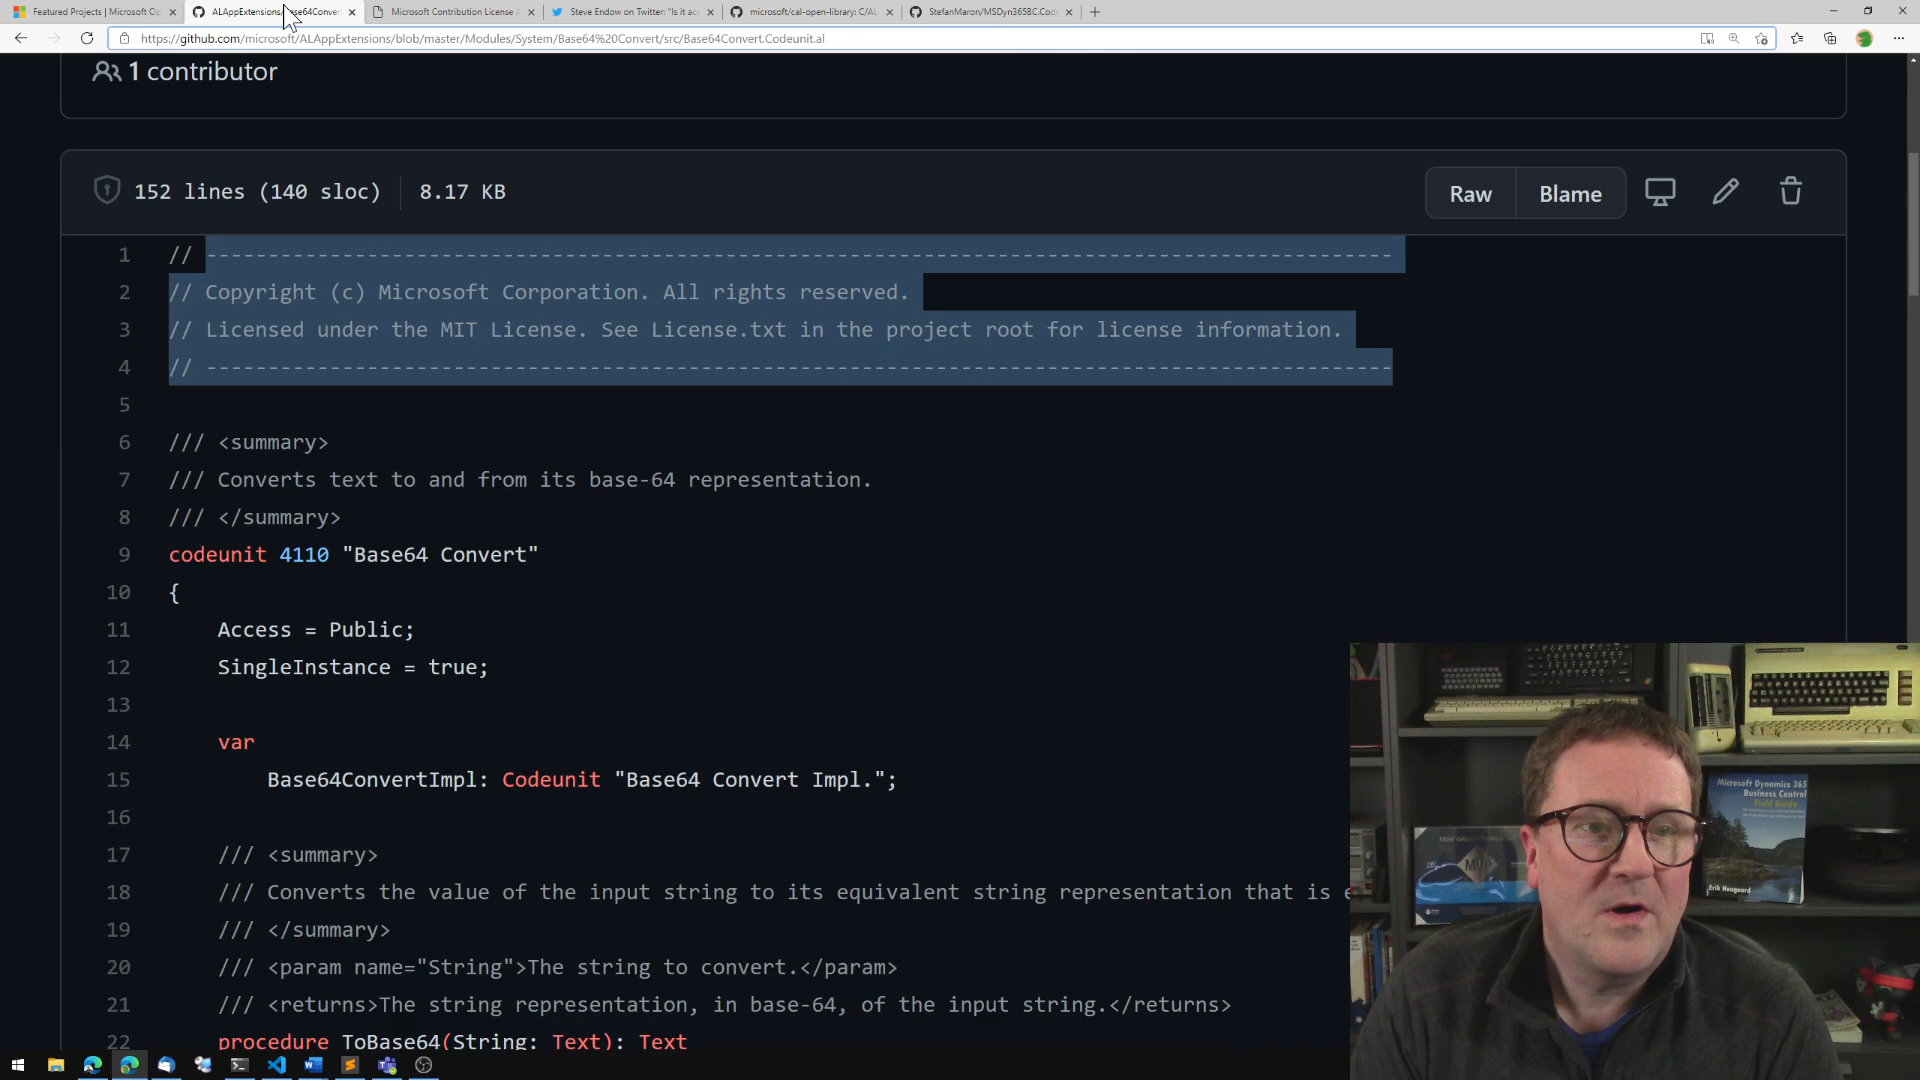 Featured Projects | Microsoft Op
ALAppExtensions/Base64Convert
Microsoft Contribution License A
Steve Endow on Twitter: "Is it ac
microsoft/cal-open-library: C/AL
StefanMaron/MSDyn365BC.Code
https://github.com/microsoft/ALAppExtensions/blob/master/Modules/System/Base64%20Convert/src/Base64Convert.Codeunit.al
1 contributor
152 lines (140 sloc) 8.17 KB
Raw Blame
1 // ------------------------------------------------------------------------------------------------
2 // Copyright (c) Microsoft Corporation. All rights reserved.
3 // Licensed under the MIT License. See License.txt in the project root for license information.
4 // ------------------------------------------------------------------------------------------------
5
6 /// <summary>
7 /// Converts text to and from its base-64 representation.
8 /// </summary>
9 codeunit 4110 "Base64 Convert"
10 {
11 Access = Public;
12 SingleInstance = true;
13
14 var
15 Base64ConvertImpl: Codeunit "Base64 Convert Impl.";
16
17 /// <summary>
18 /// Converts the value of the input string to its equivalent string representation that is e
19 /// </summary>
20 /// <param name="String">The string to convert.</param>
21 /// <returns>The string representation, in base-64, of the input string.</returns>
22 procedure ToBase64(String: Text): Text
Microsoft Dynamics 365
Business Central
Field Guide
Erik Hougaard
MVP